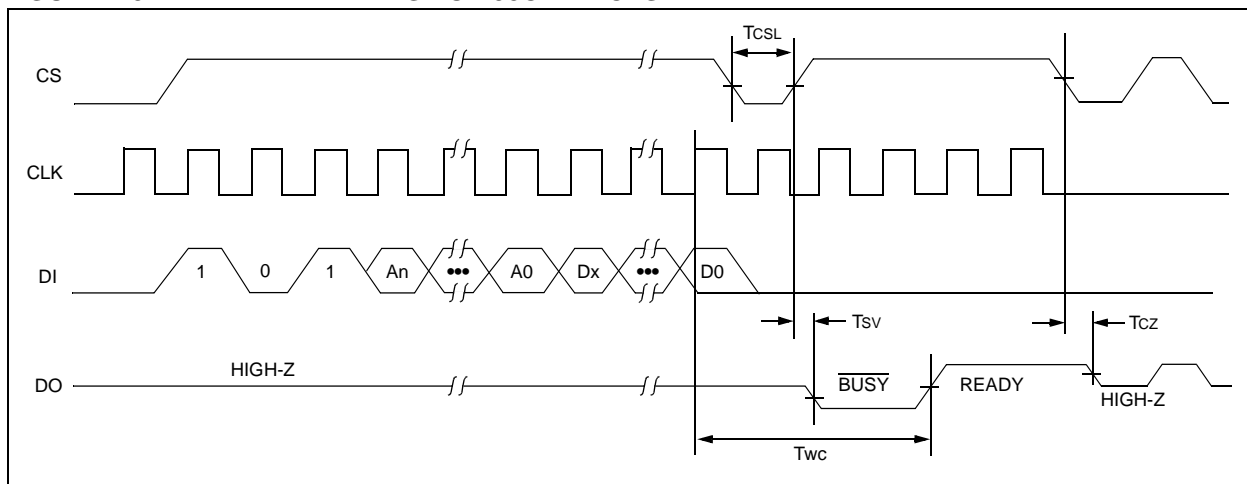 TCSL
CS
CLK
DI
1 0 1 An ••• A0 Dx ••• D0
TSV
TCZ
DO
HIGH-Z
BUSY
READY
HIGH-Z
Twc